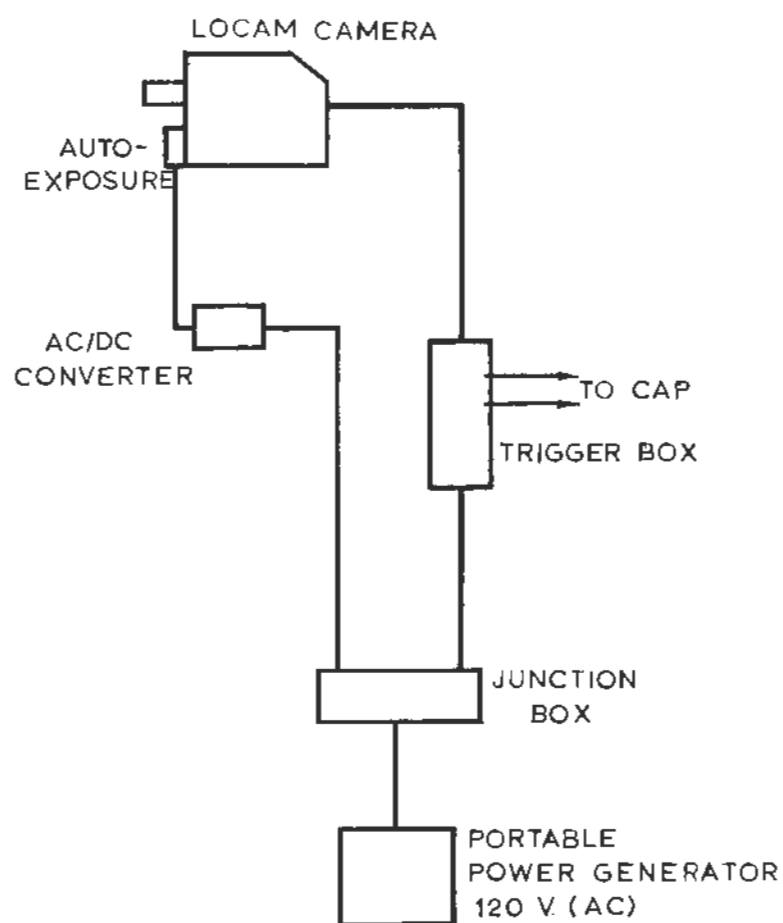 LOCAM CAMERA
AUTO-
EXPOSURE
AC/DC
CONVERTER
TO CAP
TRIGGER BOX
JUNCTION
BOX
PORTABLE
POWER GENERATOR
120 V. (AC)